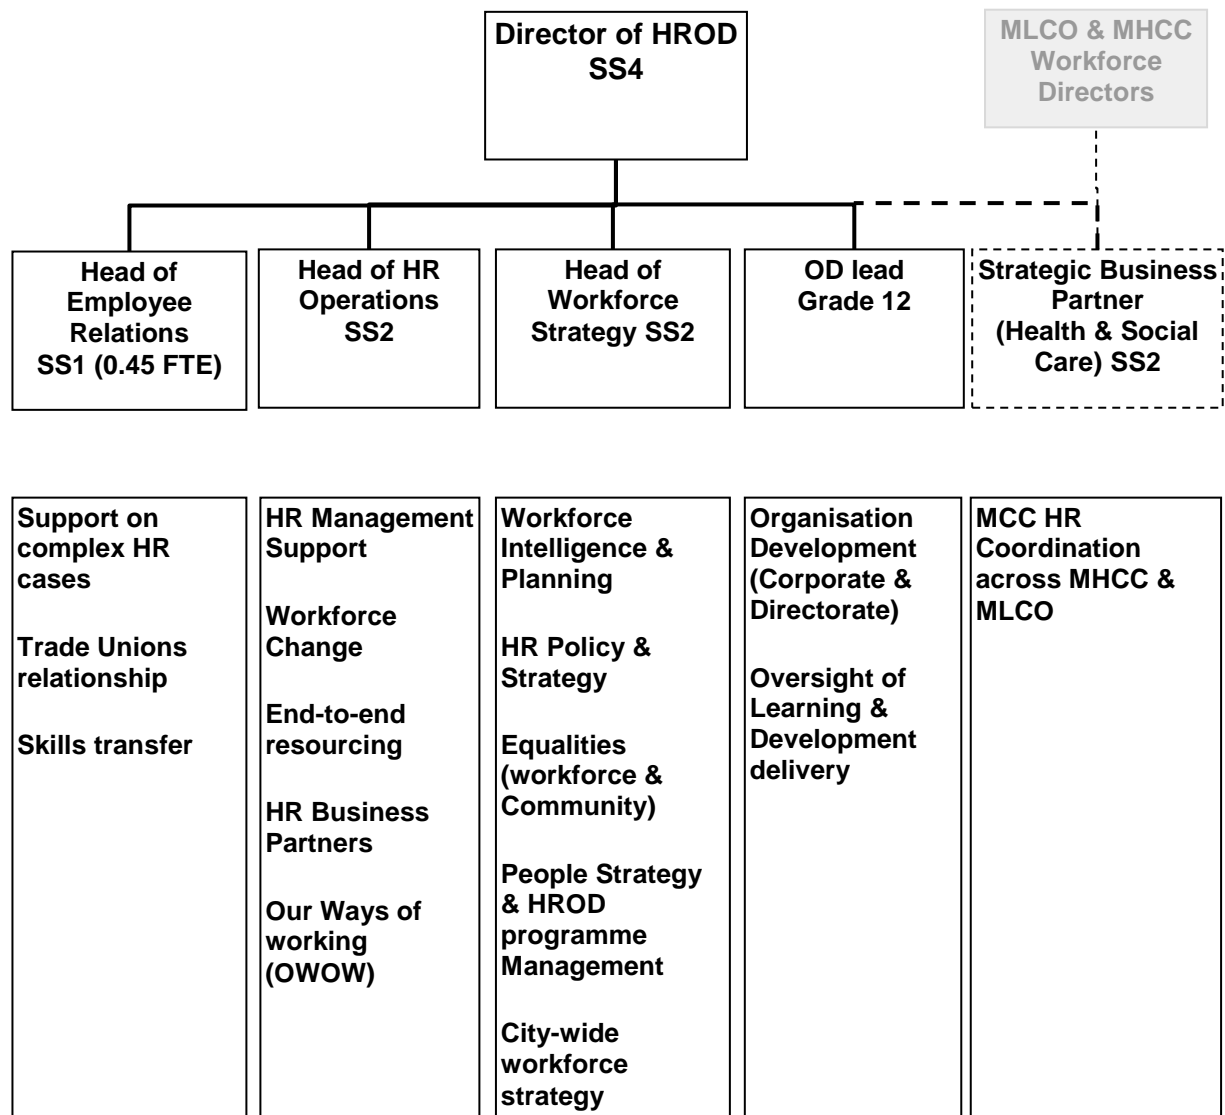 Director of HROD
SS4
MLCO & MHCC
Workforce
Directors
Head of
Employee
Relations
SS1 (0.45 FTE)
Head of HR
Operations
SS2
Head of
Workforce
Strategy SS2
OD lead
Grade 12
Strategic Business
Partner
(Health & Social
Care) SS2
Support on
complex HR
cases
Trade Unions
relationship
Skills transfer
HR Management
Support
Workforce
Change
End-to-end
resourcing
HR Business
Partners
Our Ways of
working
(OWOW)
Workforce
Intelligence &
Planning
HR Policy &
Strategy
Equalities
(workforce &
Community)
People Strategy
& HROD
programme
Management
City-wide
workforce
strategy
Organisation
Development
(Corporate &
Directorate)
Oversight of
Learning &
Development
delivery
MCC HR
Coordination
across MHCC &
MLCO